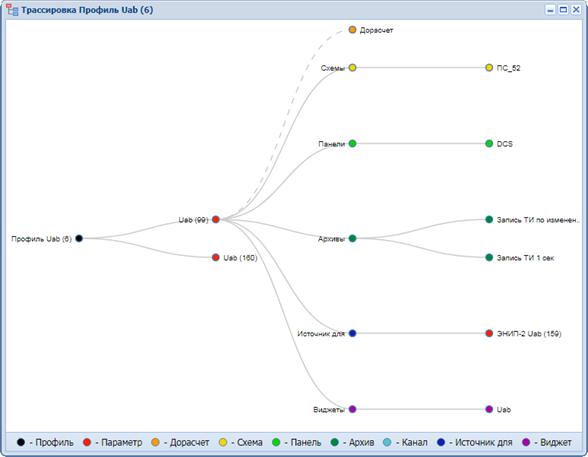 Трассировка Профиль Uab (6)
Дорасчет
Схемы
ПС_52
Панели
DCS
Uab (99)
Запись ТИ по изменен..
Профиль Uab (6)
Архивы
Uab (160)
Запись ТИ 1 сек
Источник для
ЭНИП-2 Uab (159)
Виджеты
Uab
- Профиль - Параметр - Дорасчет - Схема - Панель - Архив - Канал - Источник для - Виджет